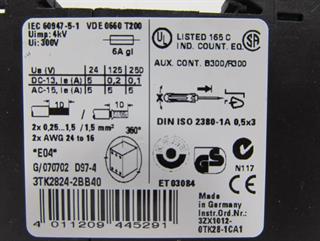 IEC 60947-5-1 VDE 0660 T200
Uimp: 4kV
Ui: 300V
6A gl
Ue (V) 24 125 250
DC-13, Ie (A) 5 0,2 0,1
AC-15, Ie (A) 5 5 5
10 10
2x 0,25...1,5 / 1,5 mm²
2x AWG 24 to 16
360°
*E04*
G/070702 D97-4
3TK2824-2BB40
4 011209 445291
UL LISTED 165 C
IND. CONT. EQ.
AUX. CONT. B300/R300
DIN ISO 2380-1A 0,5x3
GS
N117
ET 03084
Made in Germany
Instr.Ord.Nr.:
3ZX1012-
0TK28-1CA1